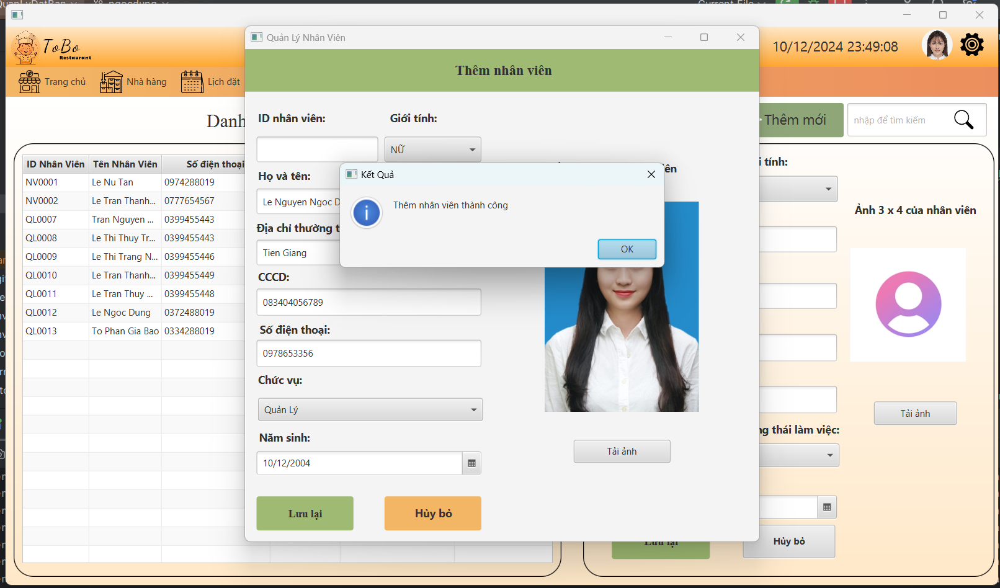 Current File
Quản Lý Nhân Viên
ToBo
Restaurant
10/12/2024 23:49:08
Trang chủ
Nhà hàng
Lịch đặt
Thêm nhân viên
Danh
Thêm mới
nhập để tìm kiếm
ID nhân viên:
Giới tính:
NỮ
ID Nhân Viên
Tên Nhân Viên
Số điện thoại
NV0001 Le Nu Tan 0974288019
NV0002 Le Tran Thanh... 0777654567
QL0007 Tran Nguyen ... 0399455443
QL0008 Le Thi Thuy Tr... 0399455443
QL0009 Le Thi Trang N... 0399455446
QL0010 Le Tran Thanh... 0399455449
QL0011 Le Tran Thuy ... 0399455448
QL0012 Le Ngoc Dung 0372488019
QL0013 To Phan Gia Bao 0334288019
Họ và tên:
Le Nguyen Ngoc D
Địa chỉ thường t
Tien Giang
CCCD:
083404056789
Số điện thoại:
0978653356
Chức vụ:
Quản Lý
Năm sinh:
10/12/2004
Lưu lại
Hủy bỏ
ên
Tải ảnh
Kết Quả
Thêm nhân viên thành công
OK
i tính:
Ảnh 3 x 4 của nhân viên
Tải ảnh
ng thái làm việc:
Lưu lại
Hủy bỏ